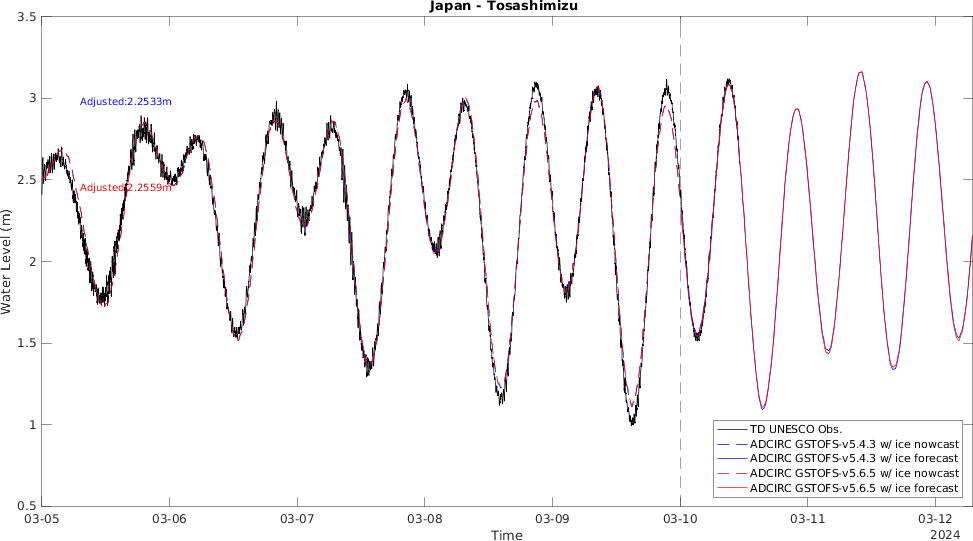 Japan - Tosashimizu
3.5
3
2.5
2
1.5
1
0.5
Water Level (m)
Adjusted:2.2533m
Adjusted:2.2559m
TD UNESCO Obs.
ADCIRC GSTOFS-v5.4.3 w/ ice nowcast
ADCIRC GSTOFS-v5.4.3 w/ ice forecast
ADCIRC GSTOFS-v5.6.5 w/ ice nowcast
ADCIRC GSTOFS-v5.6.5 w/ ice forecast
03-05 03-06 03-07 03-08 03-09 03-10 03-11 03-12
Time
2024